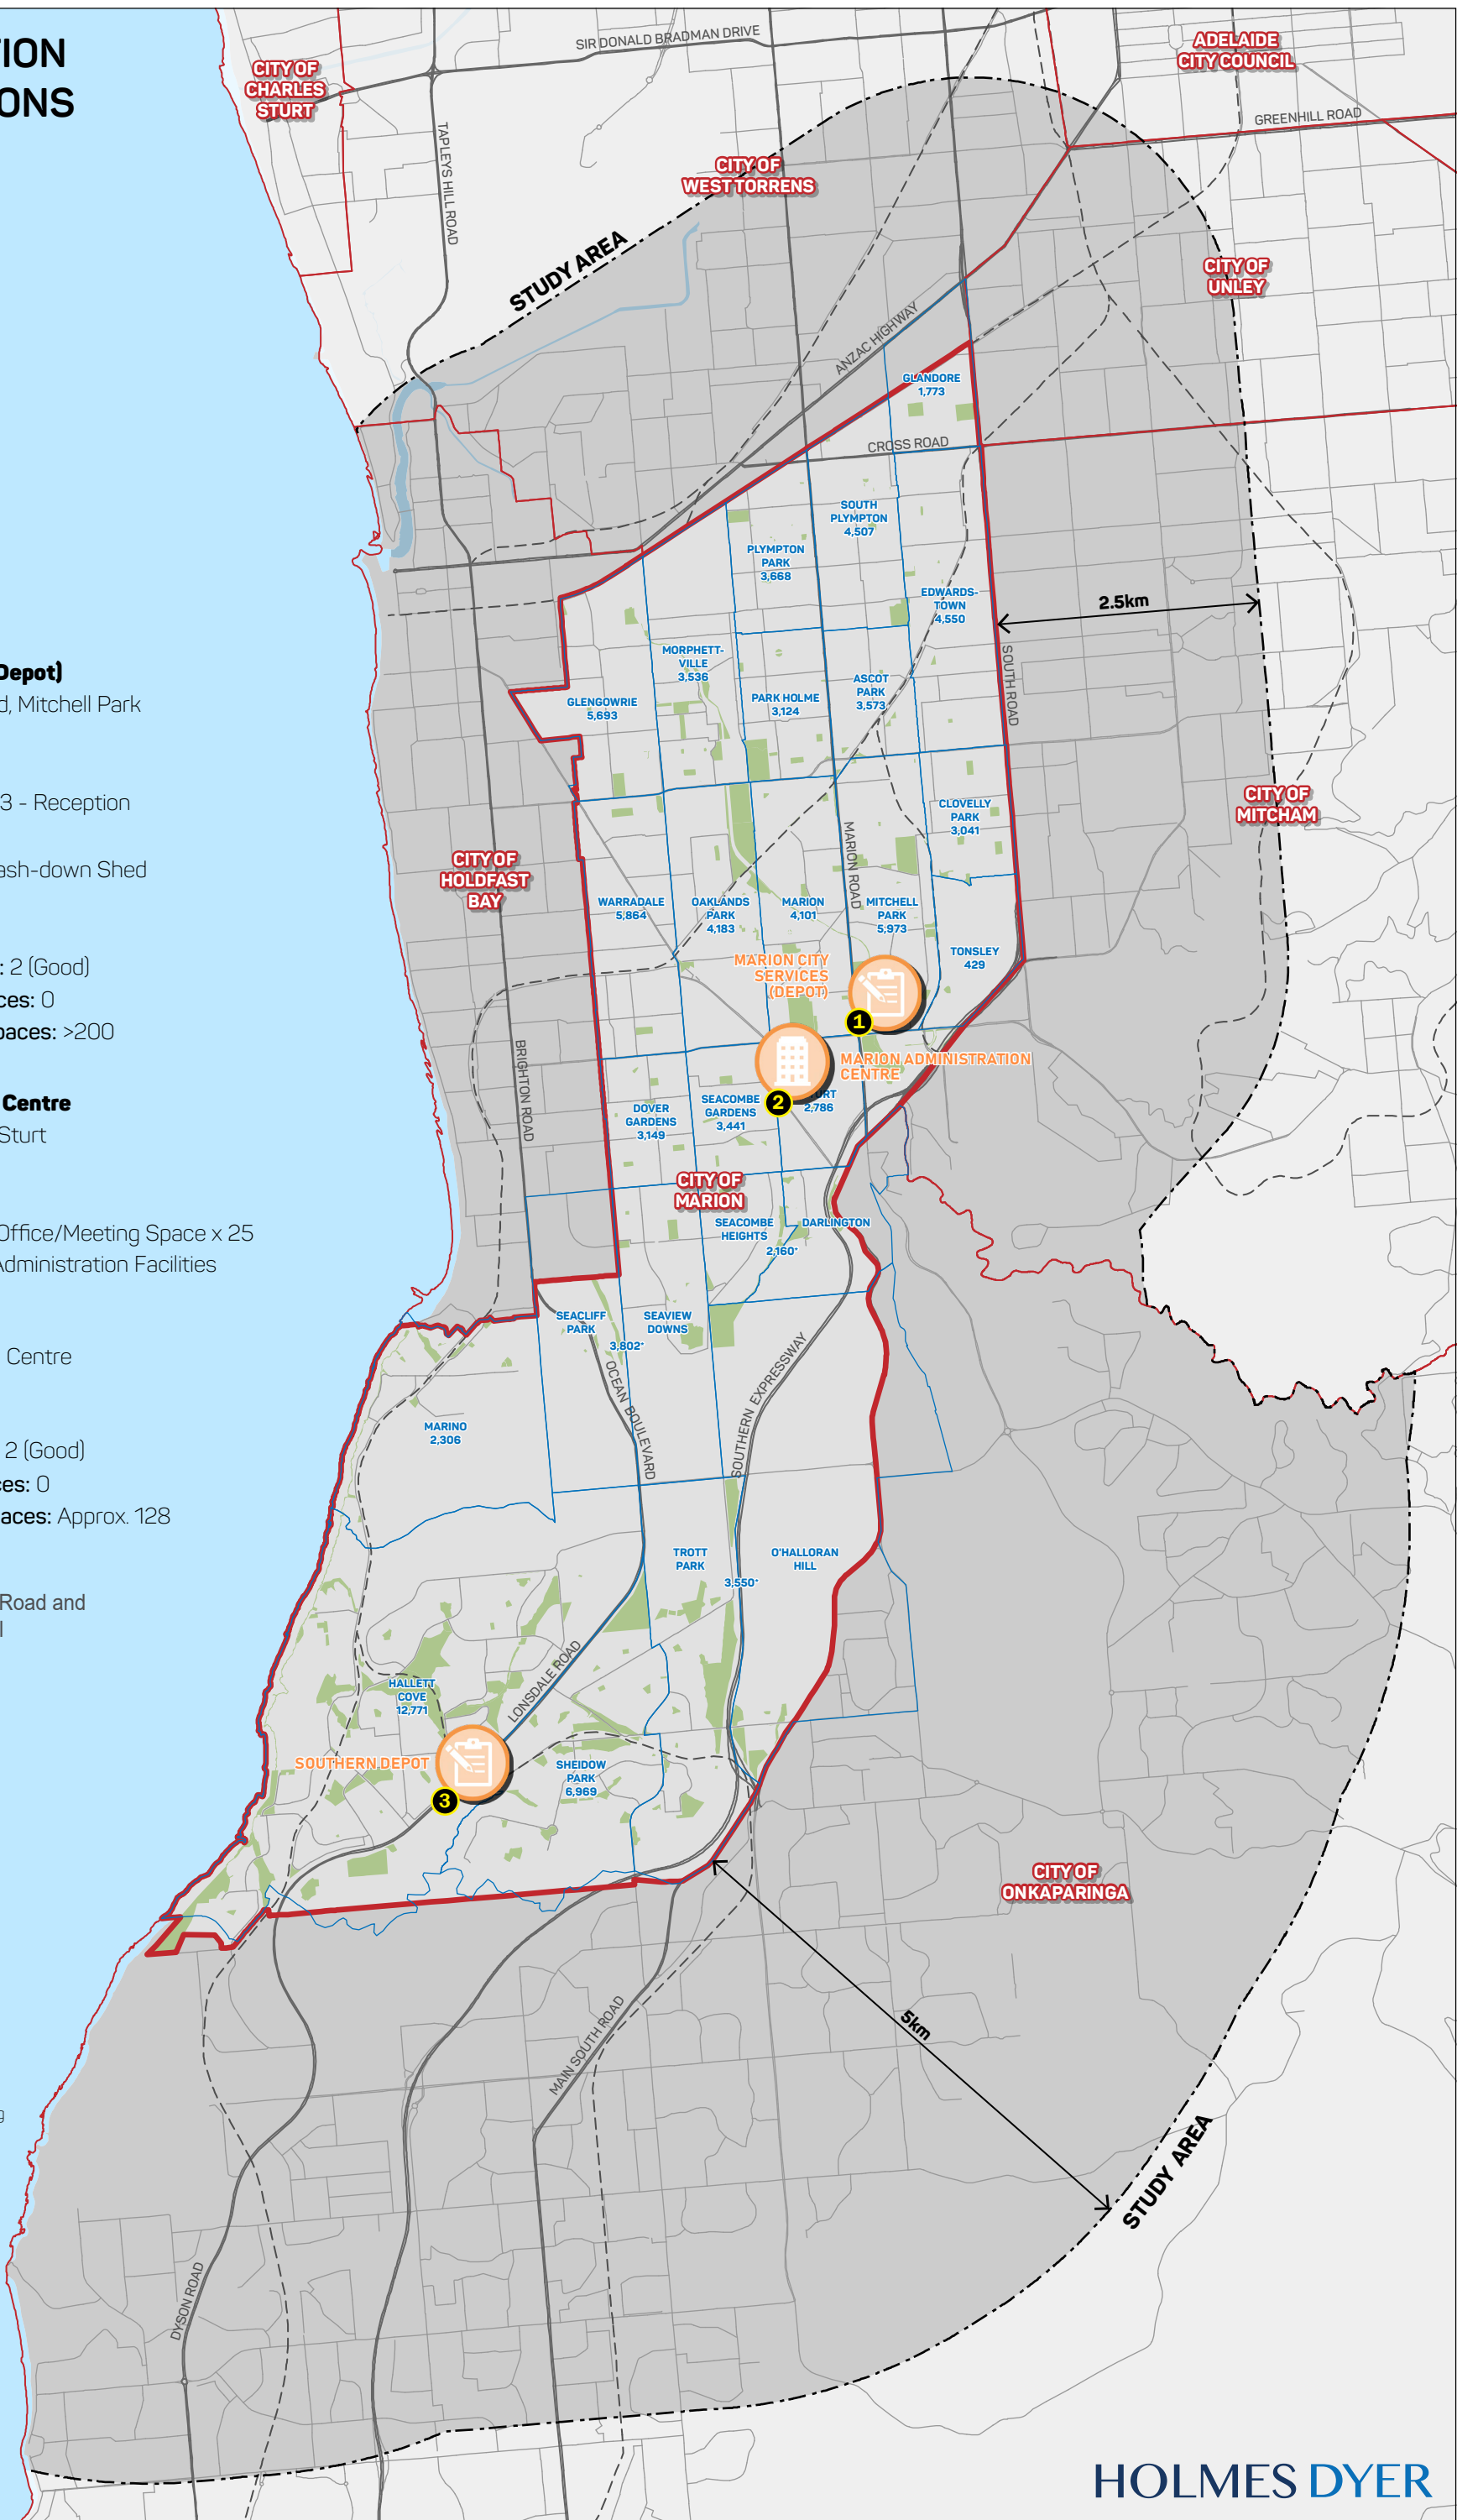 TION
ONS
Depot)
d, Mitchell Park
3 - Reception
ash-down Shed
: 2 (Good)
ces: 0
paces: >200
Centre
Sturt
Office/Meeting Space x 25
Administration Facilities
Centre
2 (Good)
ces: 0
aces: Approx. 128
Road and
l
g
SIR DONALD BRADMAN DRIVE
ADELAIDE
CITY COUNCIL
CITY OF
CHARLES
STURT
GREENHILL ROAD
TAPLEYS HILL ROAD
CITY OF
WEST TORRENS
STUDY AREA
CITY OF
UNLEY
ANZAC HIGHWAY
GLANDORE
1,773
CROSS ROAD
SOUTH
PLYMPTON
4,507
PLYMPTON
PARK
3,668
EDWARDS-
TOWN
4,550
2.5km
MORPHETT-
VILLE
3,536
SOUTH ROAD
ASCOT
PARK
3,573
PARK HOLME
3,124
GLENGOWRIE
5,693
CITY OF
MITCHAM
CLOVELLY
PARK
3,041
MARION ROAD
CITY OF
HOLDFAST
BAY
WARRADALE
5,864
OAKLANDS
PARK
4,183
MARION
4,101
MITCHELL
PARK
5,973
TONSLEY
429
MARION CITY
SERVICES
(DEPOT)
1
MARION ADMINISTRATION
CENTRE
2
BRIGHTON ROAD
DOVER
GARDENS
3,149
SEACOMBE
GARDENS
3,441
URT
2,786
CITY OF
MARION
SEACOMBE
HEIGHTS
DARLINGTON
2,160*
SEACLIFF
PARK
SEAVIEW
DOWNS
3,802*
OCEAN BOULEVARD
SOUTHERN EXPRESSWAY
MARINO
2,306
TROTT
PARK
O'HALLORAN
HILL
3,550*
LONSDALE ROAD
HALLETT
COVE
12,771
SOUTHERN DEPOT
3
SHEIDOW
PARK
6,969
CITY OF
ONKAPARINGA
5km
MAIN SOUTH ROAD
STUDY AREA
DYSON ROAD
HOLMES DYER